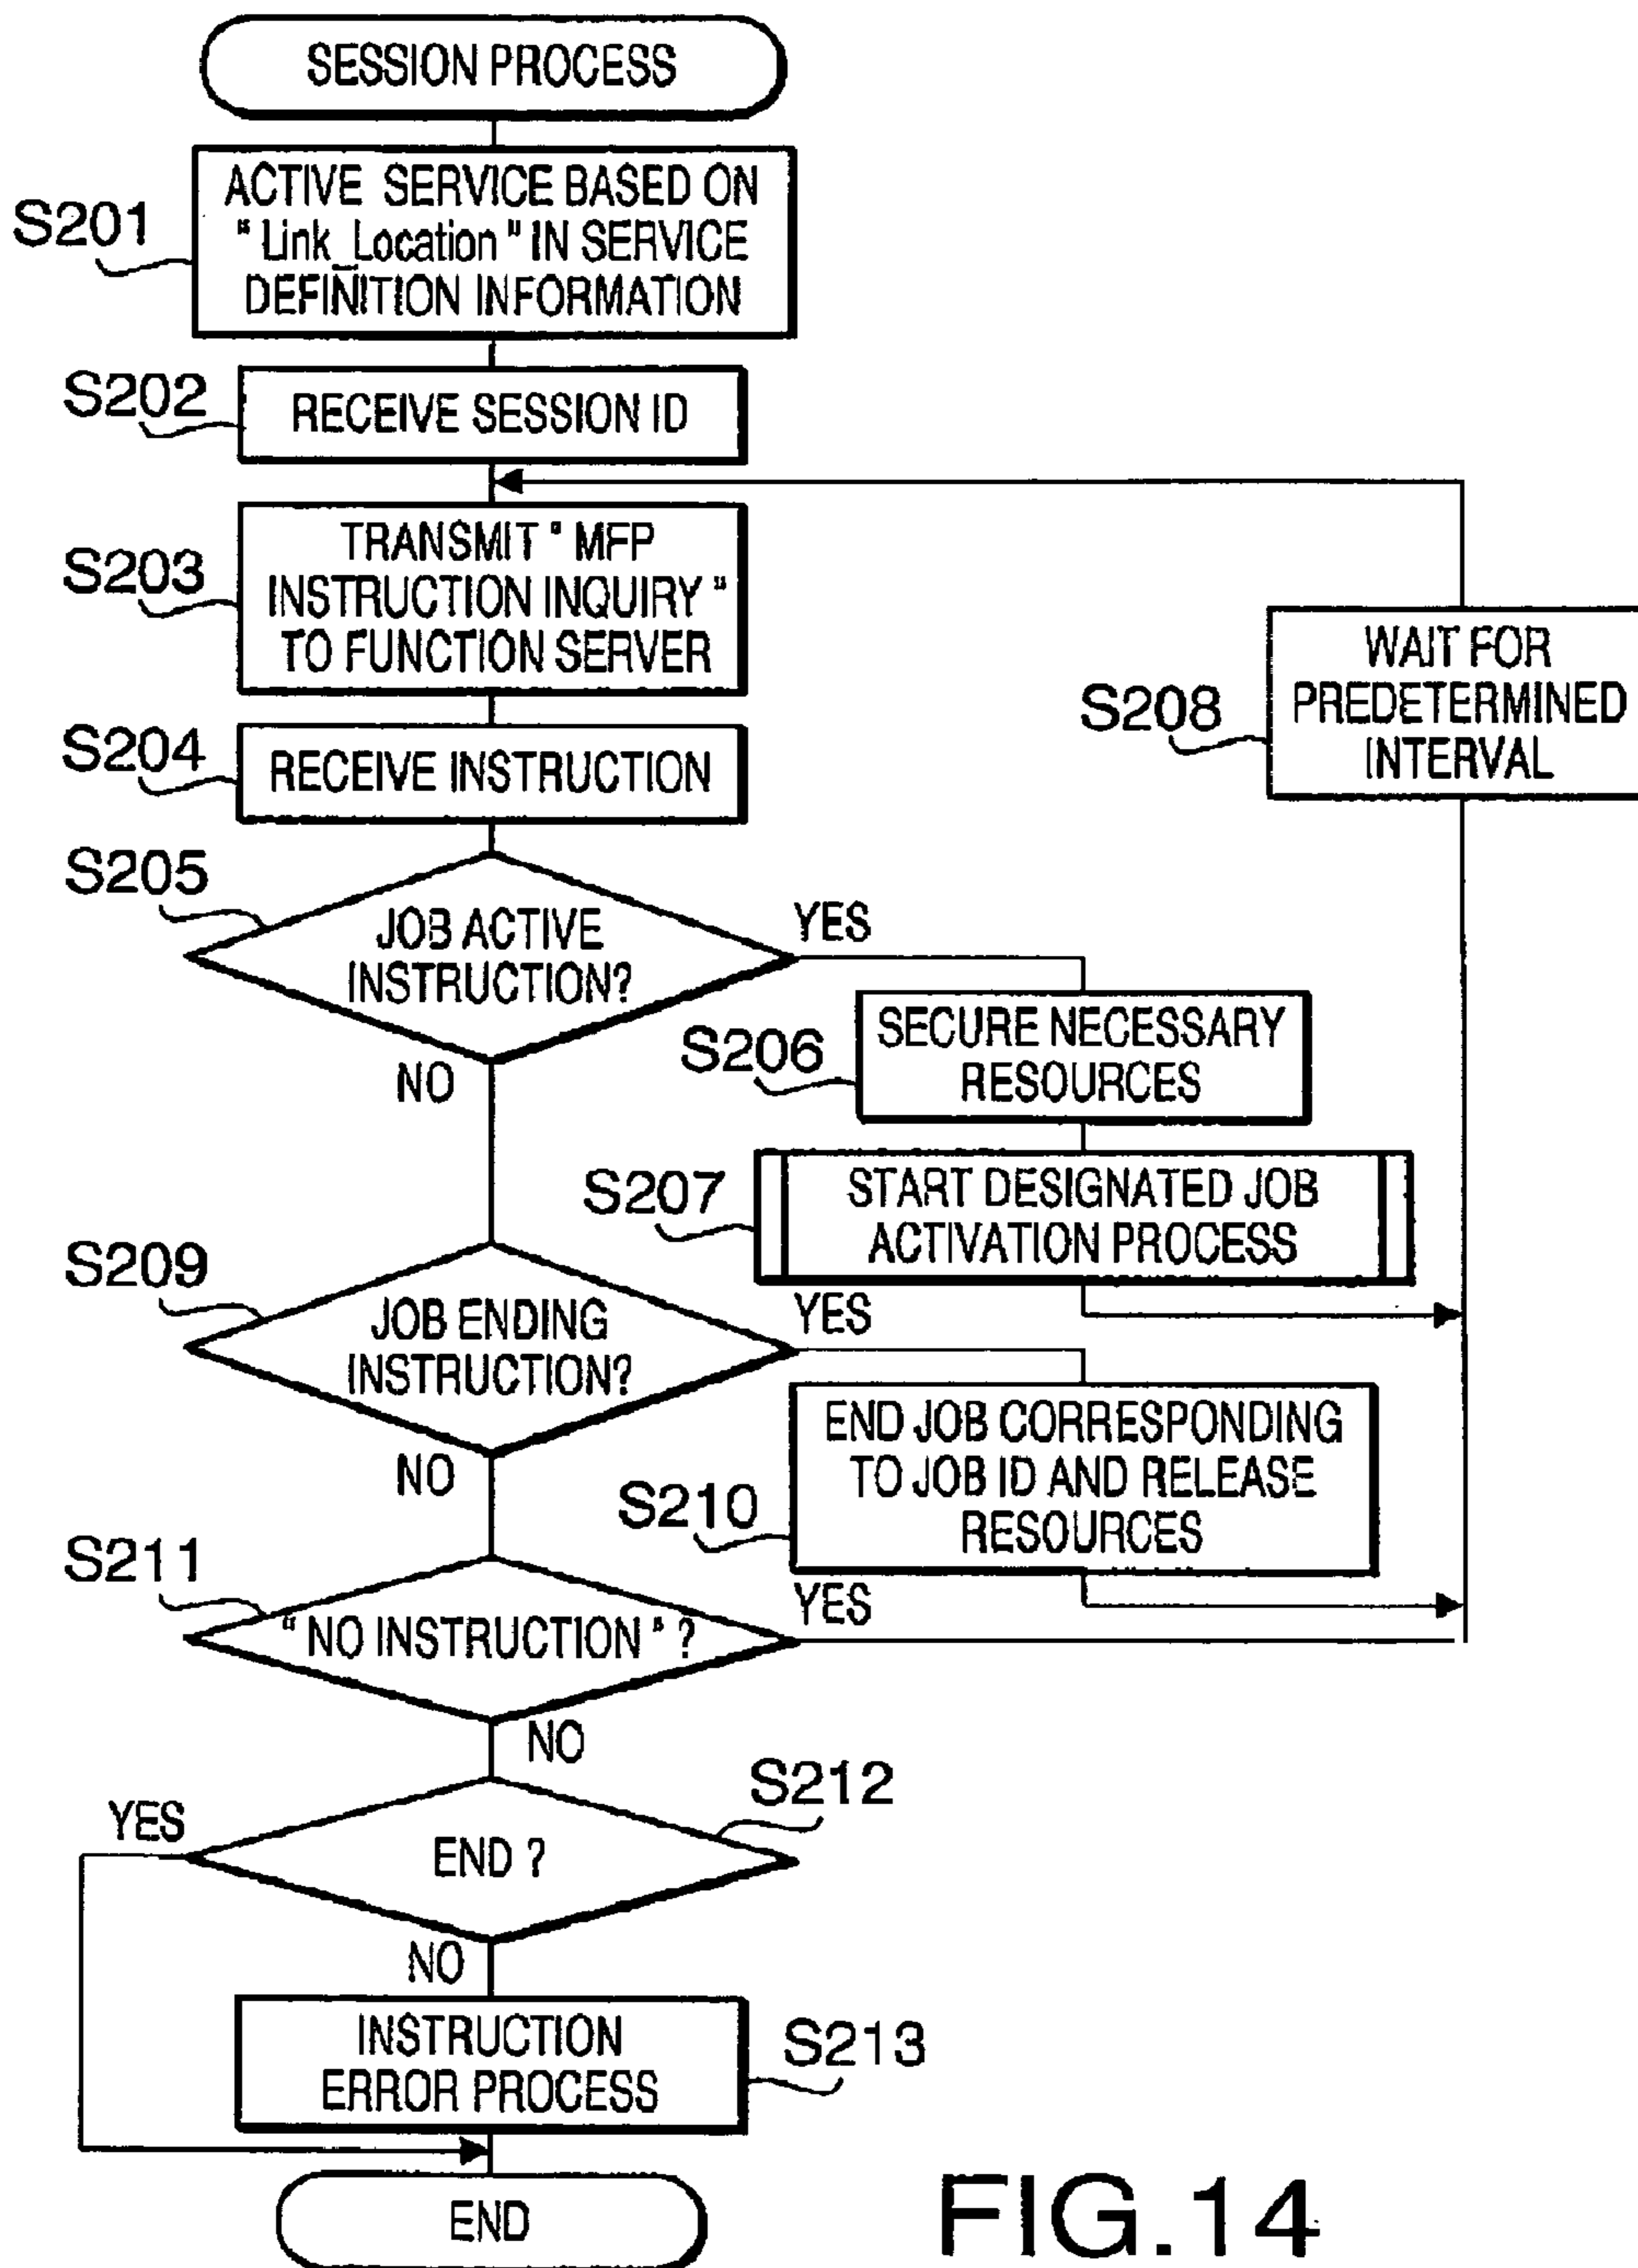 SESSION PROCESS
S201
ACTIVE SERVICE BASED ON
"Link_Location" IN SERVICE
DEFINITION INFORMATION
S202
RECEIVE SESSION ID
S203
TRANSMIT "MFP
INSTRUCTION INQUIRY"
TO FUNCTION SERVER
S204
RECEIVE INSTRUCTION
S208
WAIT FOR
PREDETERMINED
INTERVAL
S205
JOB ACTIVE
INSTRUCTION?
YES
NO
S206
SECURE NECESSARY
RESOURCES
S207
START DESIGNATED JOB
ACTIVATION PROCESS
S209
JOB ENDING
INSTRUCTION?
YES
NO
S210
END JOB CORRESPONDING
TO JOB ID AND RELEASE
RESOURCES
S211
"NO INSTRUCTION"?
YES
NO
S212
END?
YES
NO
INSTRUCTION
ERROR PROCESS
S213
END
FIG.14